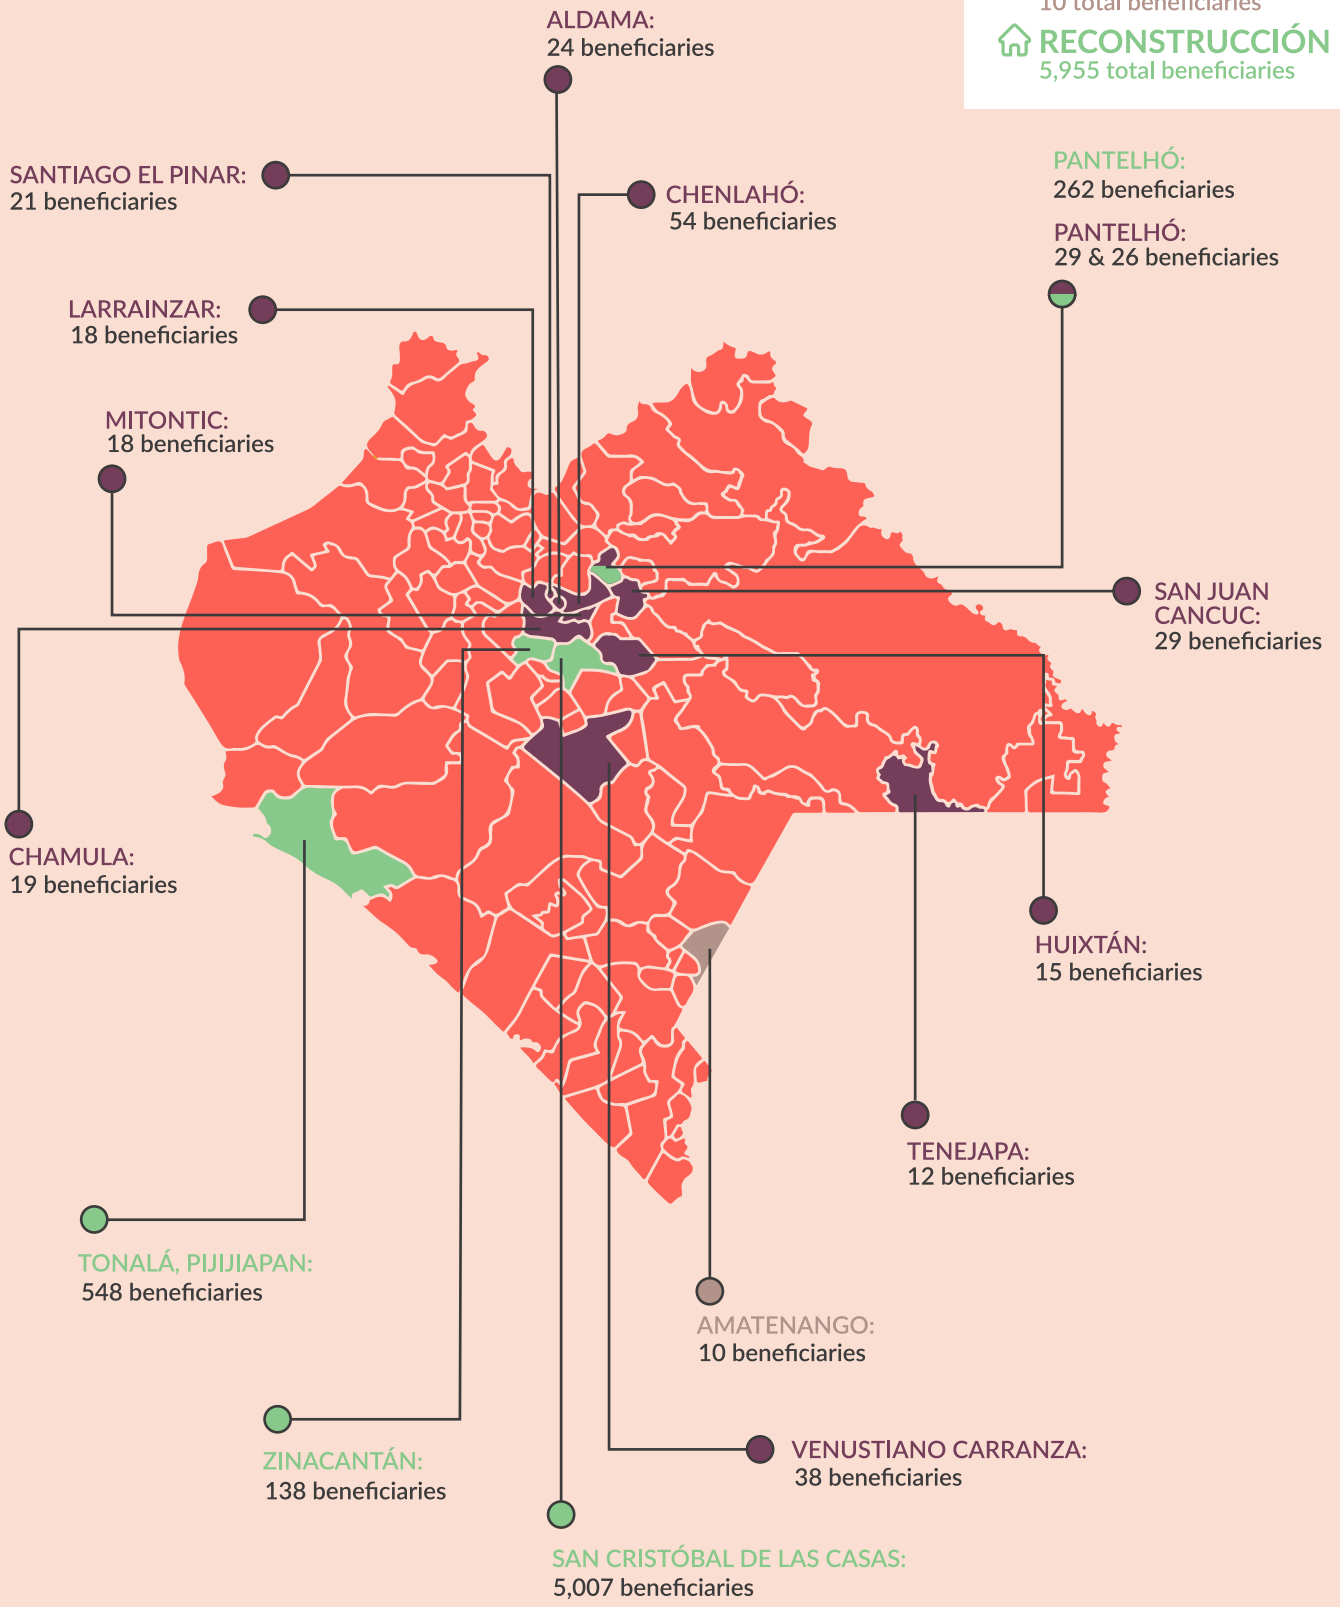 10 total beneficiaries
RECONSTRUCCIÓN
5,955 total beneficiaries
ALDAMA:
24 beneficiaries
SANTIAGO EL PINAR:
21 beneficiaries
CHENLAHÓ:
54 beneficiaries
PANTELHÓ:
262 beneficiaries
PANTELHÓ:
29 & 26 beneficiaries
LARRAINZAR:
18 beneficiaries
MITONTIC:
18 beneficiaries
SAN JUAN
CANCUC:
29 beneficiaries
CHAMULA:
19 beneficiaries
HUIXTÁN:
15 beneficiaries
TENEJAPA:
12 beneficiaries
TONALÁ, PIJIJIAPAN:
548 beneficiaries
AMATENANGO:
10 beneficiaries
ZINACANTÁN:
138 beneficiaries
VENUSTIANO CARRANZA:
38 beneficiaries
SAN CRISTÓBAL DE LAS CASAS:
5,007 beneficiaries